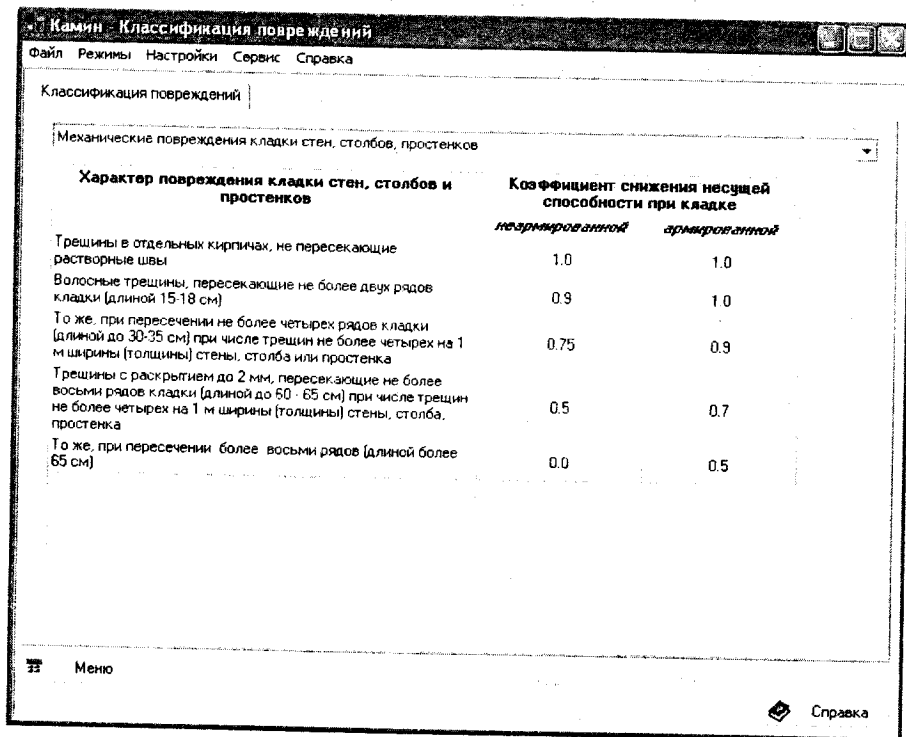 Камин - Классификация повреждений
Файл Режимы Настройки Сервис Справка
Классификация повреждений
Механические повреждения кладки стен, столбов, простенков
Характер повреждения кладки стен, столбов и
простенков
Коэффициент снижения несущей
способности при кладке
неармированной армированной
Трещины в отдельных кирпичах, не пересекающие
растворные швы
1.0 1.0
Волосные трещины, пересекающие не более двух рядов
кладки (длиной 15-18 см)
0.9 1.0
То же, при пересечении не более четырех рядов кладки
(длиной до 30-35 см) при числе трещин не более четырех на 1
м ширины (толщины) стены, столба или простенка
0.75 0.9
Трещины с раскрытием до 2 мм, пересекающие не более
восьми рядов кладки (длиной до 60 - 65 см) при числе трещин
не более четырех на 1 м ширины (толщины) стены, столба,
простенка
0.5 0.7
То же, при пересечении более восьми рядов (длиной более
65 см)
0.0 0.5
Меню
Справка